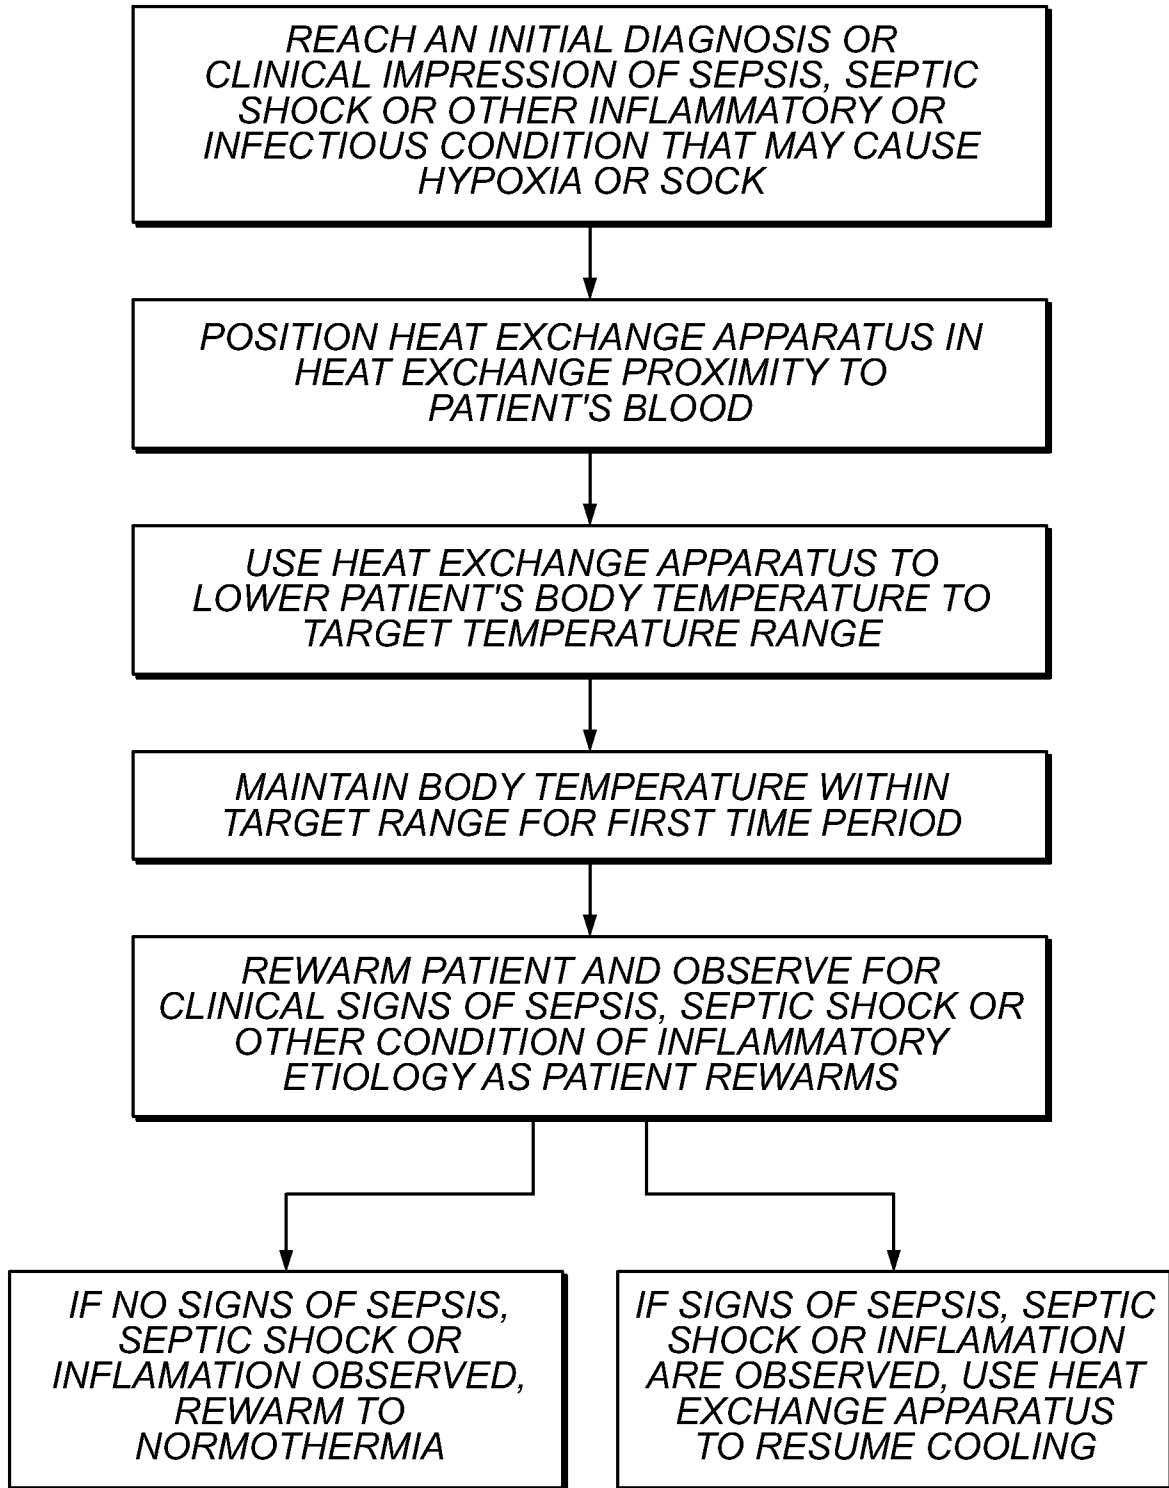 REACH AN INITIAL DIAGNOSIS OR
CLINICAL IMPRESSION OF SEPSIS, SEPTIC
SHOCK OR OTHER INFLAMMATORY OR
INFECTIOUS CONDITION THAT MAY CAUSE
HYPOXIA OR SOCK
POSITION HEAT EXCHANGE APPARATUS IN
HEAT EXCHANGE PROXIMITY TO
PATIENT'S BLOOD
USE HEAT EXCHANGE APPARATUS TO
LOWER PATIENT'S BODY TEMPERATURE TO
TARGET TEMPERATURE RANGE
MAINTAIN BODY TEMPERATURE WITHIN
TARGET RANGE FOR FIRST TIME PERIOD
REWARM PATIENT AND OBSERVE FOR
CLINICAL SIGNS OF SEPSIS, SEPTIC SHOCK OR
OTHER CONDITION OF INFLAMMATORY
ETIOLOGY AS PATIENT REWARMS
IF NO SIGNS OF SEPSIS,
SEPTIC SHOCK OR
INFLAMATION OBSERVED,
REWARM TO
NORMOTHERMIA
IF SIGNS OF SEPSIS, SEPTIC
SHOCK OR INFLAMATION
ARE OBSERVED, USE HEAT
EXCHANGE APPARATUS
TO RESUME COOLING